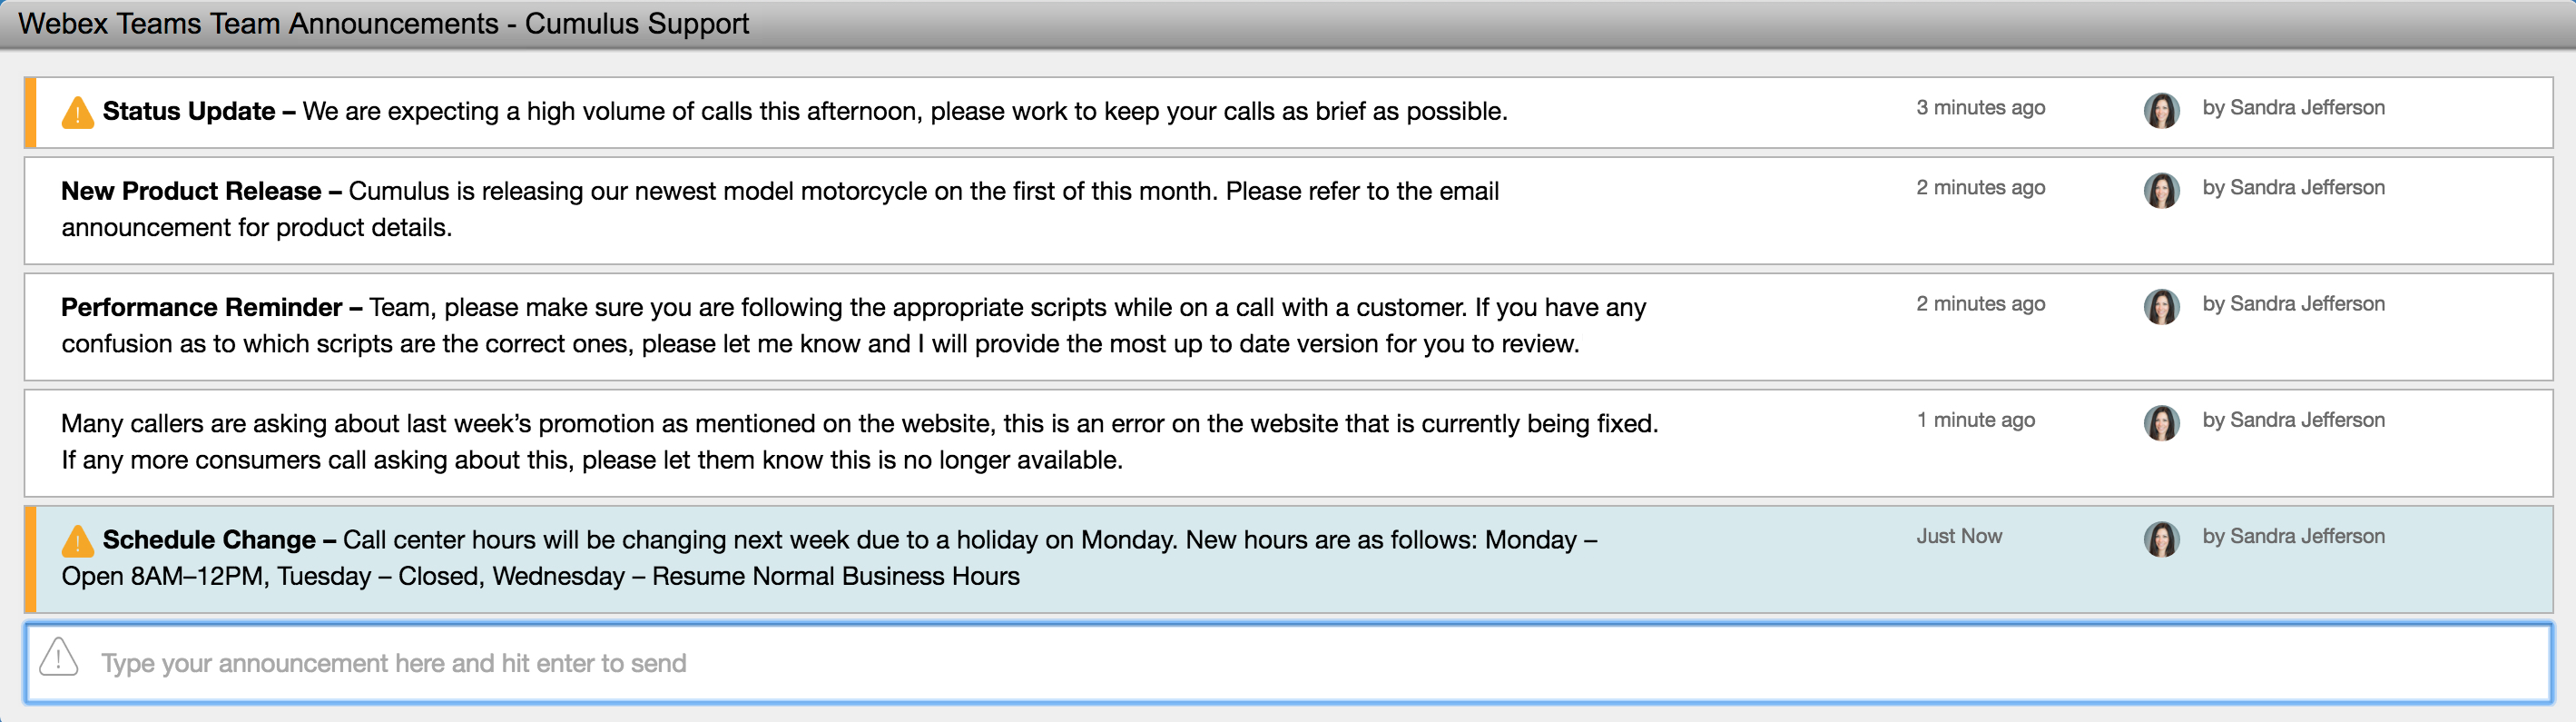 Webex Teams Team Announcements - Cumulus Support
Status Update – We are expecting a high volume of calls this afternoon, please work to keep your calls as brief as possible.
3 minutes ago
by Sandra Jefferson
New Product Release – Cumulus is releasing our newest model motorcycle on the first of this month. Please refer to the email
announcement for product details.
2 minutes ago
by Sandra Jefferson
Performance Reminder – Team, please make sure you are following the appropriate scripts while on a call with a customer. If you have any
confusion as to which scripts are the correct ones, please let me know and I will provide the most up to date version for you to review.
2 minutes ago
by Sandra Jefferson
Many callers are asking about last week’s promotion as mentioned on the website, this is an error on the website that is currently being fixed.
If any more consumers call asking about this, please let them know this is no longer available.
1 minute ago
by Sandra Jefferson
Schedule Change – Call center hours will be changing next week due to a holiday on Monday. New hours are as follows: Monday –
Open 8AM–12PM, Tuesday – Closed, Wednesday – Resume Normal Business Hours
Just Now
by Sandra Jefferson
Type your announcement here and hit enter to send